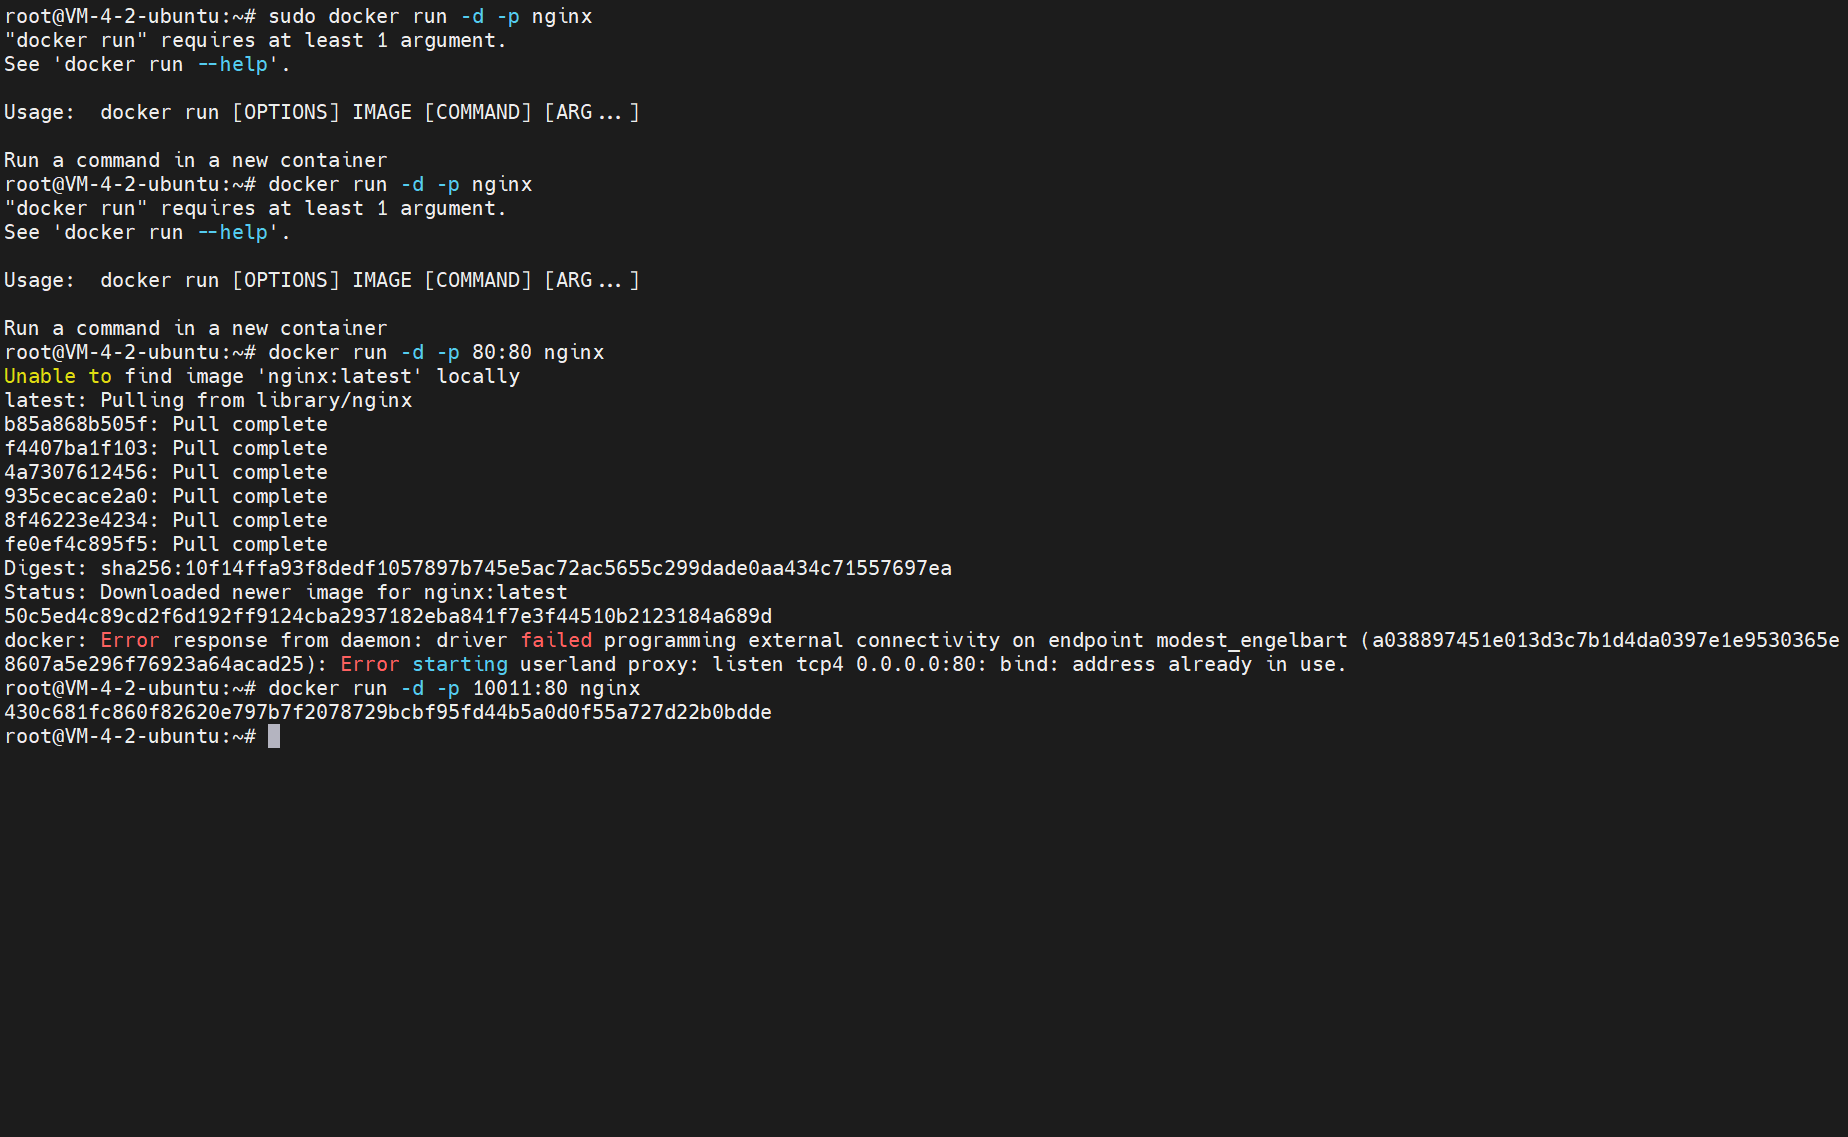 root@VM-4-2-ubuntu:~# sudo docker run -d -p nginx
"docker run" requires at least 1 argument.
See 'docker run --help'.
Usage:  docker run [OPTIONS] IMAGE [COMMAND] [ARG...]
Run a command in a new container
root@VM-4-2-ubuntu:~# docker run -d -p nginx
"docker run" requires at least 1 argument.
See 'docker run --help'.
Usage:  docker run [OPTIONS] IMAGE [COMMAND] [ARG...]
Run a command in a new container
root@VM-4-2-ubuntu:~# docker run -d -p 80:80 nginx
Unable to find image 'nginx:latest' locally
latest: Pulling from library/nginx
b85a868b505f: Pull complete
f4407ba1f103: Pull complete
4a7307612456: Pull complete
935cecace2a0: Pull complete
8f46223e4234: Pull complete
fe0ef4c895f5: Pull complete
Digest: sha256:10f14ffa93f8dedf1057897b745e5ac72ac5655c299dade0aa434c71557697ea
Status: Downloaded newer image for nginx:latest
50c5ed4c89cd2f6d192ff9124cba2937182eba841f7e3f44510b2123184a689d
docker: Error response from daemon: driver failed programming external connectivity on endpoint modest_engelbart (a038897451e013d3c7b1d4da0397e1e9530365e
8607a5e296f76923a64acad25): Error starting userland proxy: listen tcp4 0.0.0.0:80: bind: address already in use.
root@VM-4-2-ubuntu:~# docker run -d -p 10011:80 nginx
430c681fc860f82620e797b7f2078729bcbf95fd44b5a0d0f55a727d22b0bdde
root@VM-4-2-ubuntu:~#